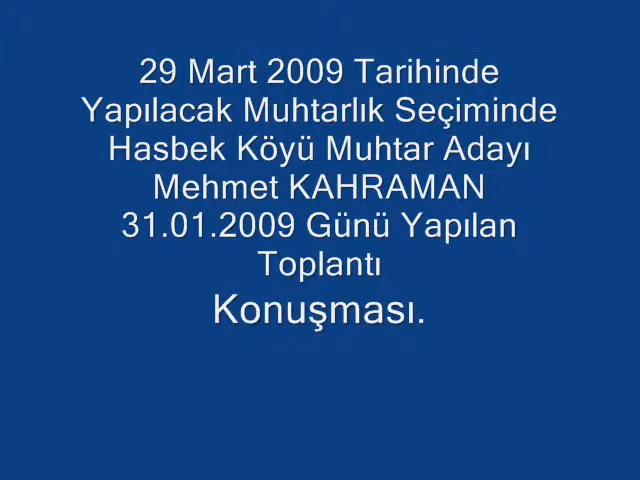 29 Mart 2009 Tarihinde
Yapılacak Muhtarlık Seçiminde
Hasbek Köyü Muhtar Adayı
Mehmet KAHRAMAN
31.01.2009 Günü Yapılan
Toplantı
Konuşması.